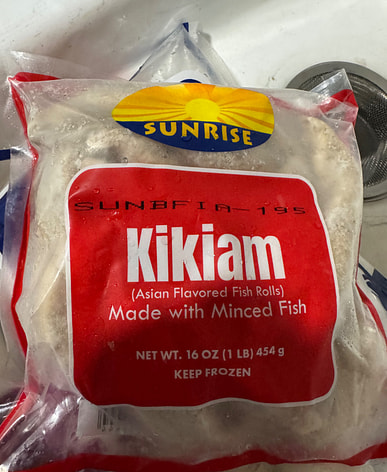 SUNRISE
SUNBFIA-195
Kikiam
(Asian Flavored Fish Rolls)
Made with Minced Fish
NET WT. 16 OZ (1 LB) 454 g
KEEP FROZEN